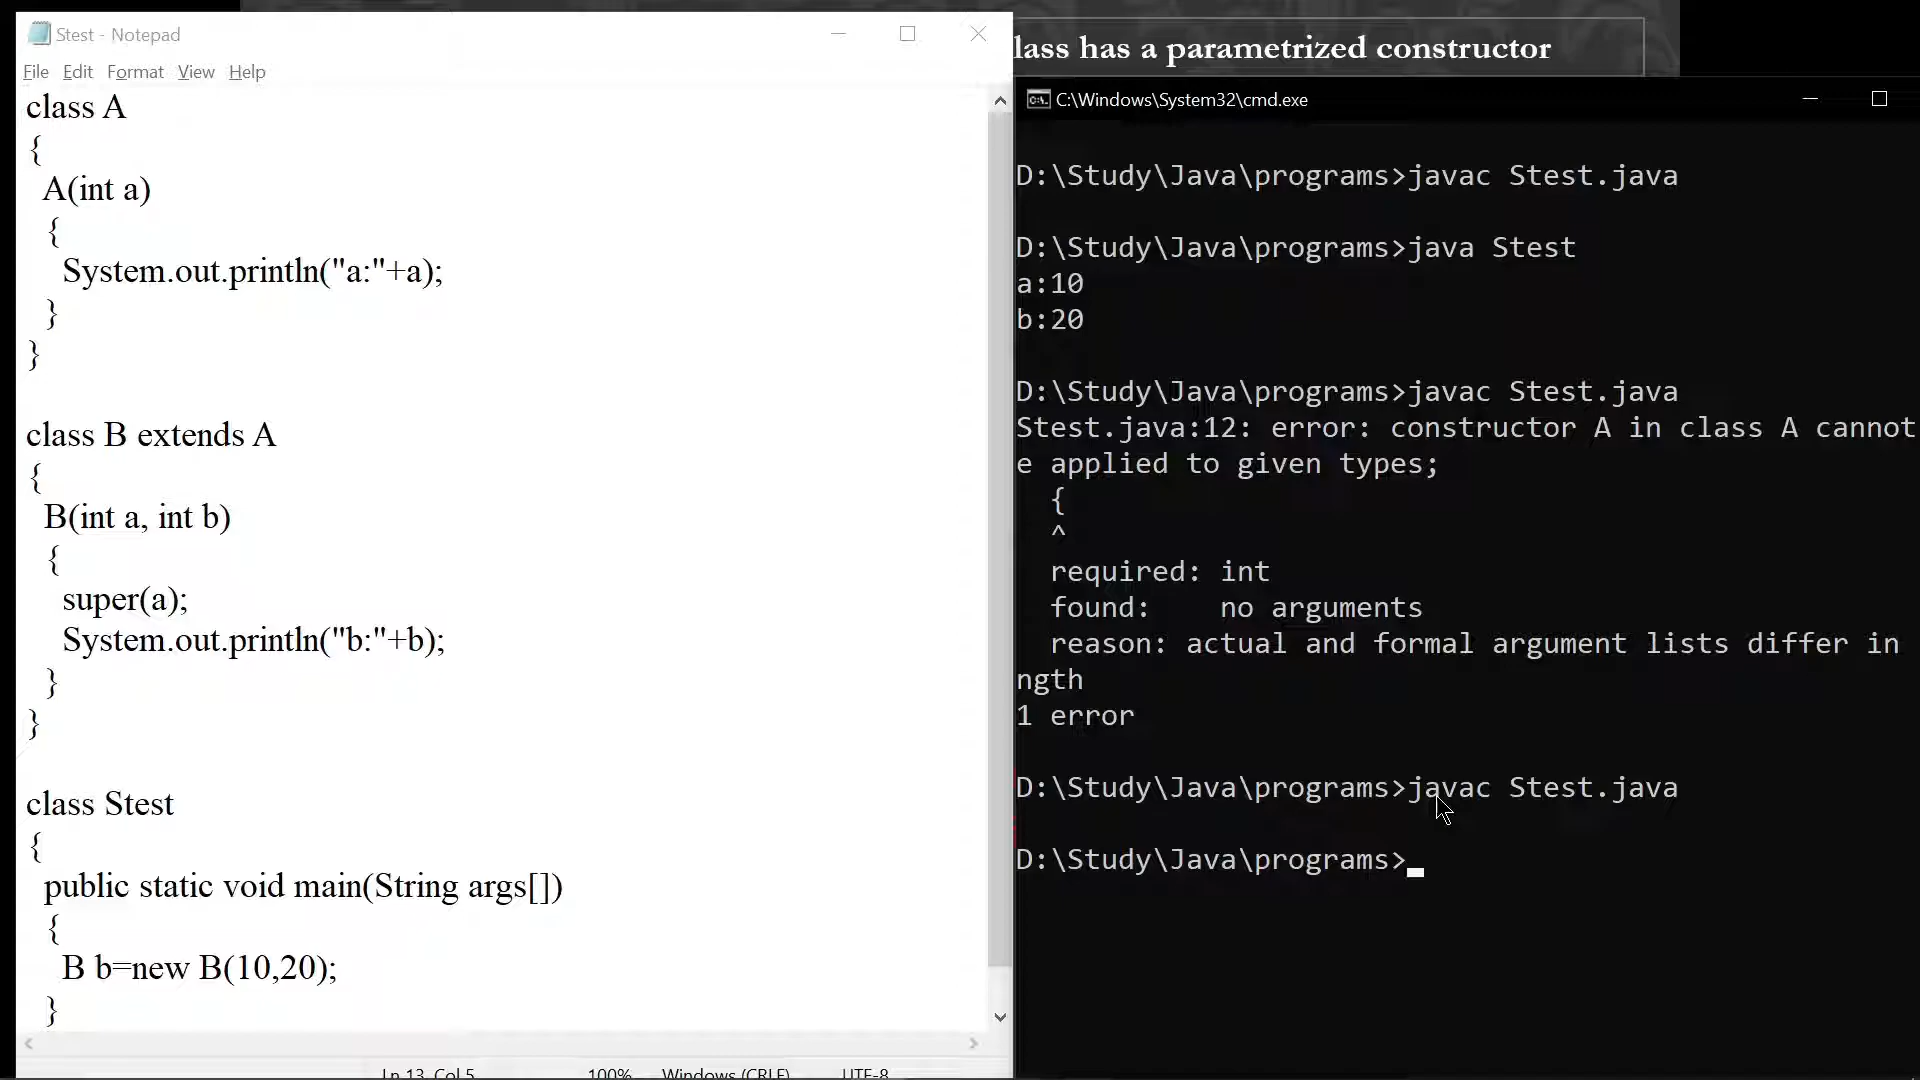 Stest - Notepad
File Edit Format View Help
class A
{
A(int a)
{
System.out.println("a:"+a);
}
}
class B extends A
{
B(int a, int b)
{
super(a);
System.out.println("b:"+b);
}
}
class Stest
{
public static void main(String args[])
{
B b=new B(10,20);
}
Ln 13, Col 5 100% Windows (CRLF) UTF-8
lass has a parametrized constructor
C:\Windows\System32\cmd.exe
D:\Study\Java\programs>javac Stest.java
D:\Study\Java\programs>java Stest
a:10
b:20
D:\Study\Java\programs>javac Stest.java
Stest.java:12: error: constructor A in class A cannot
e applied to given types;
{
^
required: int
found: no arguments
reason: actual and formal argument lists differ in
ngth
1 error
D:\Study\Java\programs>javac Stest.java
D:\Study\Java\programs>